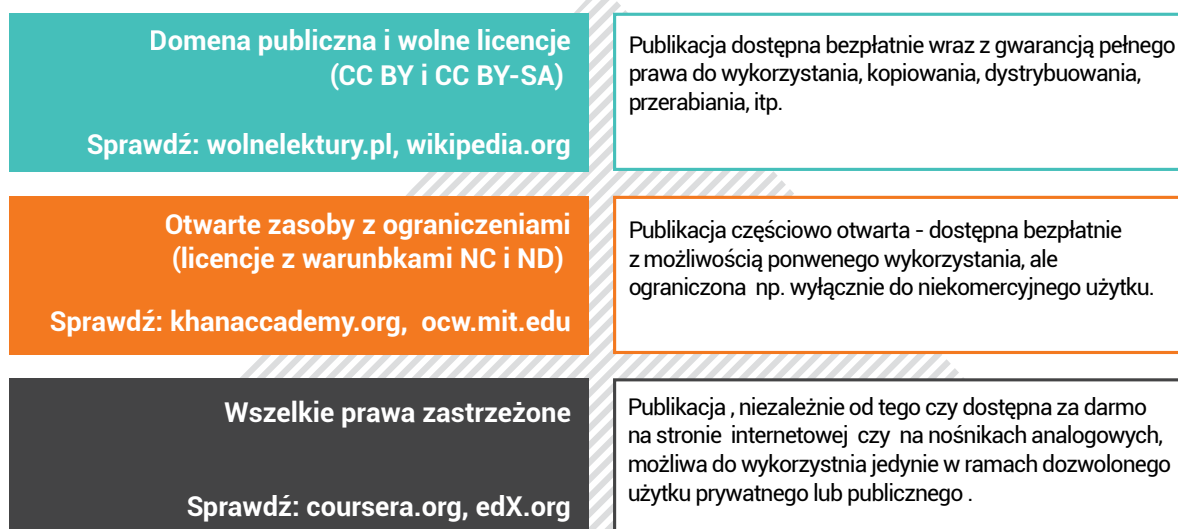 Domena publiczna i wolne licencje
(CC BY i CC BY-SA)
Sprawdź: wolnelektury.pl, wikipedia.org
Publikacja dostępna bezpłatnie wraz z gwarancją pełnego
prawa do wykorzystania, kopiowania, dystrybuowania,
przerabiania, itp.
Otwarte zasoby z ograniczeniami
(licencje z warunbkami NC i ND)
Sprawdź: khanaccademy.org, ocw.mit.edu
Publikacja częściowo otwarta - dostępna bezpłatnie
z możliwością ponwenego wykorzystania, ale
ograniczona np. wyłącznie do niekomercyjnego użytku.
Wszelkie prawa zastrzeżone
Sprawdź: coursera.org, edX.org
Publikacja , niezależnie od tego czy dostępna za darmo
na stronie internetowej czy na nośnikach analogowych,
możliwa do wykorzystnia jedynie w ramach dozwolonego
użytku prywatnego lub publicznego .